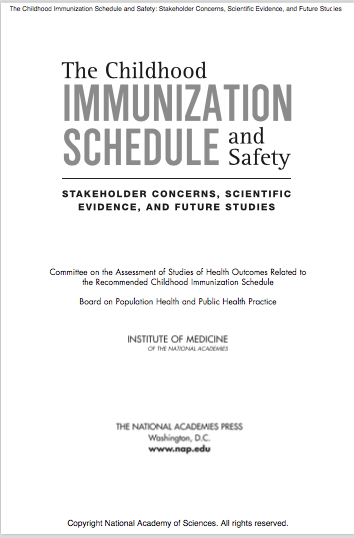 The Childhood Immunization Schedule and Safety: Stakeholder Concerns, Scientific Evidence, and Future Studies
The Childhood
IMMUNIZATION
SCHEDULE and
Safety
STAKEHOLDER CONCERNS, SCIENTIFIC
EVIDENCE, AND FUTURE STUDIES
Committee on the Assessment of Studies of Health Outcomes Related to
the Recommended Childhood Immunization Schedule
Board on Population Health and Public Health Practice
INSTITUTE OF MEDICINE
OF THE NATIONAL ACADEMIES
THE NATIONAL ACADEMIES PRESS
Washington, D.C.
www.nap.edu
Copyright National Academy of Sciences. All rights reserved.